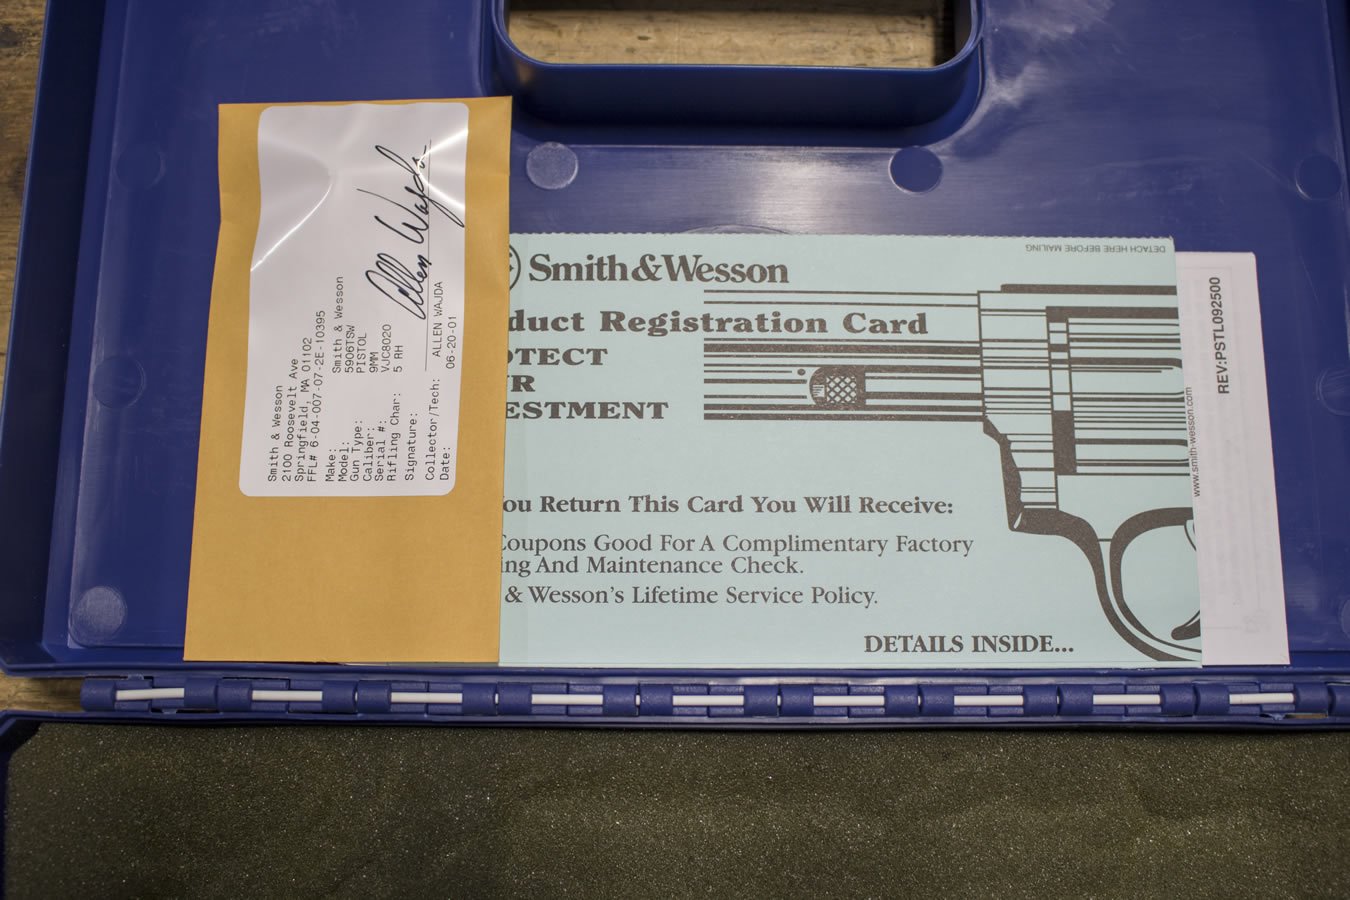 Smith & Wesson
2100 Roosevelt Ave
Springfield, MA 01102
FFL# 6-04-007-07-2E-10395
Make: Smith & Wesson
Model: 5906TSW
Gun Type: PISTOL
Caliber: 9MM
Serial #: VJC8020
Rifling Char: 5 RH
Signature: Allen Wajda
Collector/Tech: ALLEN WAJDA
Date: 06-20-01
DETACH HERE BEFORE MAILING
Smith & Wesson
duct Registration Card
OTECT
R
ESTMENT
ou Return This Card You Will Receive:
Coupons Good For A Complimentary Factory
ing And Maintenance Check.
& Wesson's Lifetime Service Policy.
DETAILS INSIDE...
www.smith-wesson.com
REV:PSTL092500